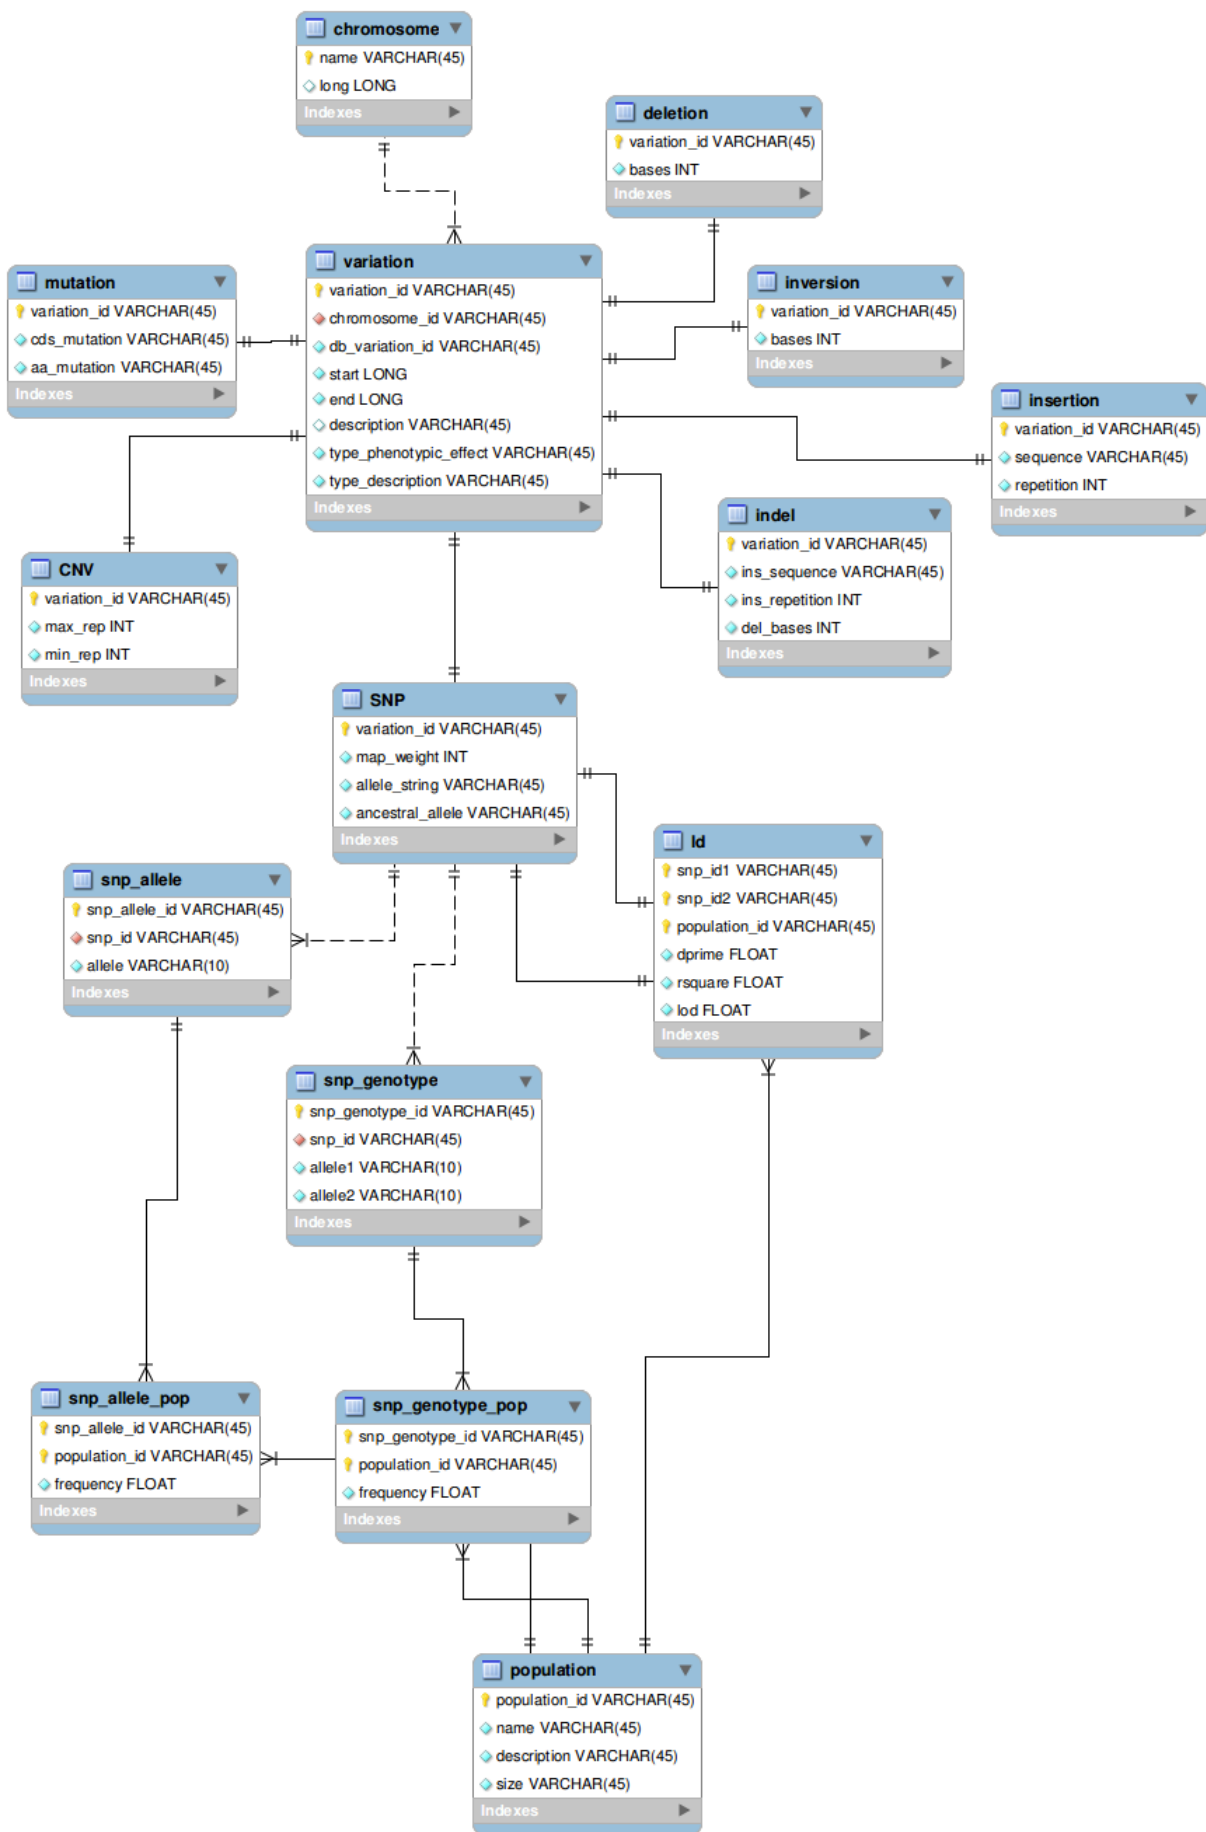 chromosome
name VARCHAR(45)
long LONG
Indexes
deletion
variation_id VARCHAR(45)
bases INT
Indexes
variation
variation_id VARCHAR(45)
chromosome_id VARCHAR(45)
db_variation_id VARCHAR(45)
start LONG
end LONG
description VARCHAR(45)
type_phenotypic_effect VARCHAR(45)
type_description VARCHAR(45)
Indexes
mutation
variation_id VARCHAR(45)
cds_mutation VARCHAR(45)
aa_mutation VARCHAR(45)
Indexes
inversion
variation_id VARCHAR(45)
bases INT
Indexes
insertion
variation_id VARCHAR(45)
sequence VARCHAR(45)
repetition INT
Indexes
indel
variation_id VARCHAR(45)
ins_sequence VARCHAR(45)
ins_repetition INT
del_bases INT
Indexes
CNV
variation_id VARCHAR(45)
max_rep INT
min_rep INT
Indexes
SNP
variation_id VARCHAR(45)
map_weight INT
allele_string VARCHAR(45)
ancestral_allele VARCHAR(45)
Indexes
ld
snp_id1 VARCHAR(45)
snp_id2 VARCHAR(45)
population_id VARCHAR(45)
dprime FLOAT
rsquare FLOAT
lod FLOAT
Indexes
snp_allele
snp_allele_id VARCHAR(45)
snp_id VARCHAR(45)
allele VARCHAR(10)
Indexes
snp_genotype
snp_genotype_id VARCHAR(45)
snp_id VARCHAR(45)
allele1 VARCHAR(10)
allele2 VARCHAR(10)
Indexes
snp_allele_pop
snp_allele_id VARCHAR(45)
population_id VARCHAR(45)
frequency FLOAT
Indexes
snp_genotype_pop
snp_genotype_id VARCHAR(45)
population_id VARCHAR(45)
frequency FLOAT
Indexes
population
population_id VARCHAR(45)
name VARCHAR(45)
description VARCHAR(45)
size VARCHAR(45)
Indexes